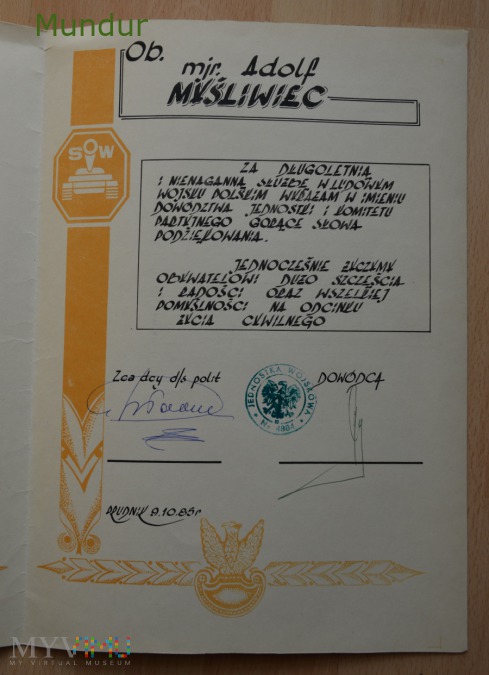 Mundur
Ob.
mjr. Adolf
MYŚLIWIEC
SOW
ZA DŁUGOLETNIĄ
I NIENAGANNĄ SŁUŻBĘ W LUDOWYM
WOJSKU POLSKIM WYRAŻAM W IMIENIU
DOWÓDZTWA JEDNOSTKI I KOMITETU
PARTYJNEGO GORĄCE SŁOWA
PODZIĘKOWANIA.
JEDNOCZEŚNIE ŻYCZYMY
OBYWATELOWI DUŻO SZCZĘŚCIA
I RADOŚCI ORAZ WSZELKIEJ
POMYŚLNOŚCI NA ODCINKU
ŻYCIA CYWILNEGO
Zca dcy d/s polit
DOWÓDCA
JEDNOSTKA WOJSKOWA
PRUDNIK 9.10.85r
MYVIMU
MY VIRTUAL MUSEUM